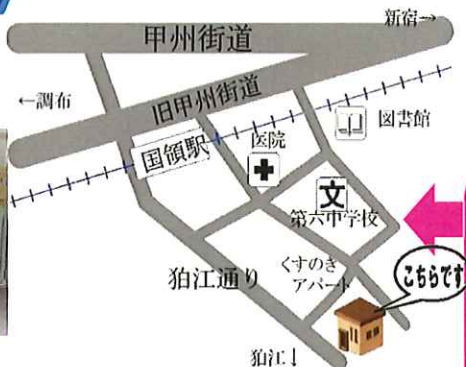 新宿→
甲州街道
←調布
旧甲州街道
国領駅
医院
図書館
文
第六中学校
狛江通り
くすのき
アパート
こちらです
狛江↓